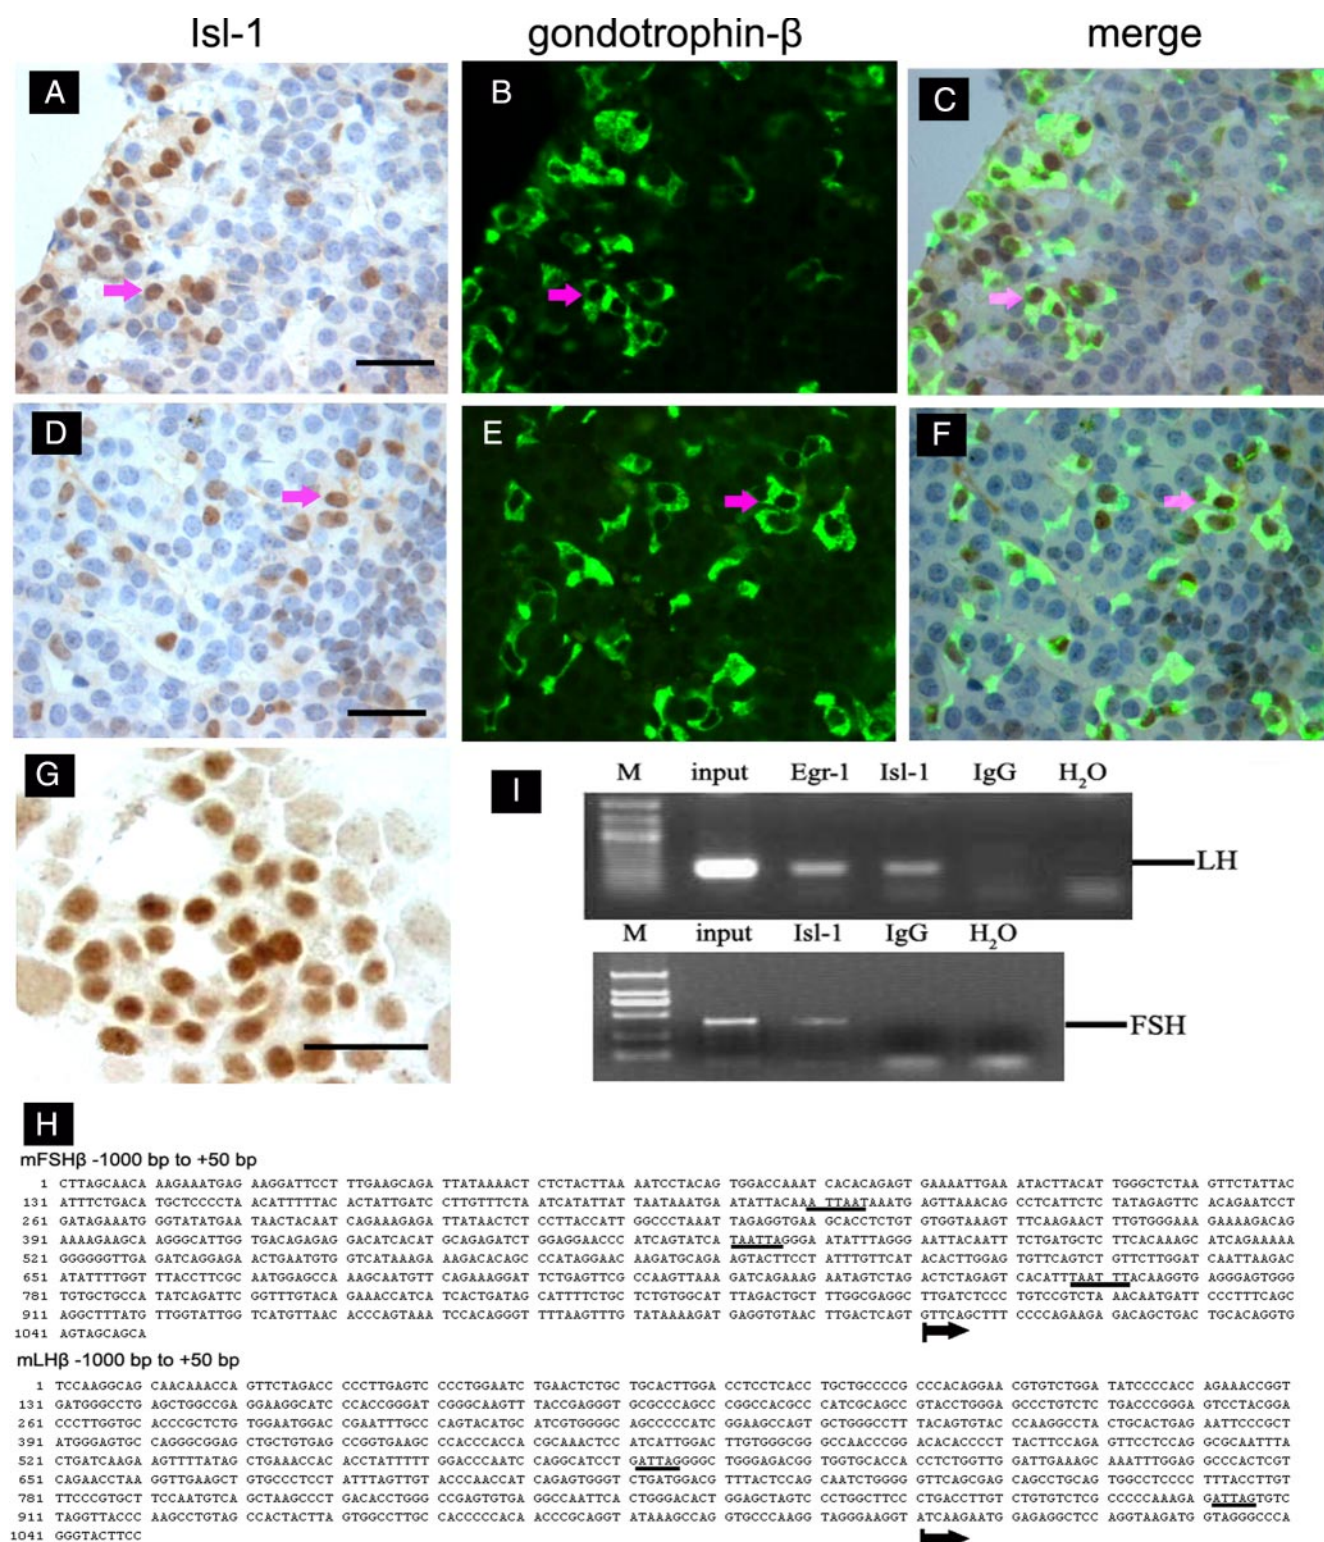 Isl-1 gondotrophin-β merge
A B C
D E F
G
I
M input Egr-1 Isl-1 IgG H₂O
LH
M input Isl-1 IgG H₂O
FSH
H
mFSHβ -1000 bp to +50 bp
1 CTTAGCAACA AAGAAATGAG AAGGATTCCT TTGAAGCAGA TTATAAAACT CTCTACTTAA AAATCCTACAG TGGACCAAAT CACACAGAGT GAAAATTGAA ATACTTACAT TGGGCTCTAAG GTTCTATTAC
131 ATTTCTGACA TGCTCCCCTA ACATTTTTAC ACTATTGATC CTTGTTTCTA ATCATATTAT TAATAAATGA ATATTACAAA ATTAATAAATG AGTTAAACAG CCTCATTCTC TATAGAGTTC ACAGAATCCT
261 GATAGAAATG GGTATATGAA TAACTACAAT CAGAAAGAGA TTATAACTCT CCTTACCATT GGCCCTAAAT TAGAGGTGAA GCACCTCTGT GTGGTAAAGT TTCAAGAACT TTGTGGGAAA GAAAAGACAG
391 AAAAGAAGCA AGGGCATTGG TGACAGAGAG GACATCACAT GCAGAGATCT GGAGGAACCC CATCAGTATCA TAATTAGGGA ATATTTAGGG AATTACAATT TCTGATGCTC TTCACAAAGC ATCAGAAAAA
521 GGGGGGTTGA GATCAGGAGA ACTGAATGTG GTCATAAAGA AAGACACAGC CCATAGGAAC AAGATGCAGA AGTACTTCCT ATTTGTTCAT ACACTTGGAG TGTTCAGTCT GTTCTTGGAT CAATTAAGAC
651 ATATTTTGGT TTACCTTCGC AATGGAGCCA AAGCAATGTT CAGAAAGGAT TCTGAGTTCG CCAAGTTAAA GATCAGAAAG AATAGTCTAG ACTCTAGAGT CACATTTAAT TTACAAGGTG AGGGAGTGGG
781 TGTGCTGCCA TATCAGATTC GGTTTGTACA GAAACCATCA TCACTGATAG CATTTTCTGC TCTGTGGCAT TTAGACTGCT TTGGCGAGGC TTGATCTCCC TGTCCGTCTA AACAATGATT CCCTTTCAGC
911 AGGCTTTATG TTGGTATTGG TCATGTTAAC ACCCAGTAAA TCCACAGGGT TTTAAGTTTG TATAAAAGAT GAGGTGTAAC TTGACTCAGT GTTCAGCTTT CCCCAGAAGA GACAGCTGAC TGCACAGGTG
1041 AGTAGCAGCA
mLHβ -1000 bp to +50 bp
1 TCCAAGGCAG CAACAAACCA GTTCTAGACC CCCTTGAGTC CCCTGGAATC TGAACTCTGC TGCACTTGGA CCTCCTCACC TGCTGCCCCG CCCACAGGAA CGTGTCTGGA TATCCCCACC AGAAACCGGT
131 GATGGGCCTG AGCTGGCCGA GGAAGGCATC CCACCGGGAT CGGGCAAGTT TACCGAGGGT GCGCCCAGCC CGGCCACGCC CATCGCAGCC GTACCTGGGA GCCCTGTCTC TGACCCGGGA GTCCTACGGA
261 CCCTTGGTGC ACCCGCTCTG TGGAATGGAC CGAATTTGCC CAGTACATGC ATCGTGGGGC AGCCCCCATC GGAAGCCAGT GCTGGGCCTT TACAGTGTAC CCAAGGCCTA CTGCACTGAG AATTCCCGCT
391 ATGGGAGTGC CAGGGCGGAG CTGCTGTGAG CCGGTGAAGC CCACCCACCA CGCAAACTCC ATCATTGGAC TTGTGGGCGG GCCAACCCGG ACACACCCCT TACTTCCAGA GTTCCTCCAG GCGCAATTTA
521 CTGATCAAGA AGTTTTATAG CTGAAACCAC ACCTATTTTT GGACCCAATC CAGGCATCCT GATTAGGGGC TGGGAGACGG TGGTGCACCA CCTCTGGTTG GATTGAAAGC AAATTTGGAG GCCCACTCGT
651 CAGAACCTAA GGTTGAAGCT GTGCCCTCCT ATTTAGTTGT ACCCAACCAT CAGAGTGGGT CTGATGGACG TTTACTCCAG CAATCTGGGG GTTCAGCGAG CAGCCTGCAG TGGCCTCCCC TTTACCTTGT
781 TTCCCGTGCT TCCAATGTCA GCTAAGCCCT GACACCTGGG CCGAGTGTGA GGCCAATTCA CTGGGACACT GGAGCTAGTC CCTGGCTTCC CTGACCTTGT CTGTGTCTCG CCCCCAAAGA GATTAGTGTC
911 TAGGTTACCC AAGCCTGTAG CCACTACTTA GTGGCCTTGC CACCCCCACA ACCCGCAGGT ATAAAGCCAG GTGCCCAAGG TAGGGAAGGT ATCAAGAATG GAGAGGCTCC AGGTAAGATG GTAGGGCCCA
1041 GGGTACTTCC